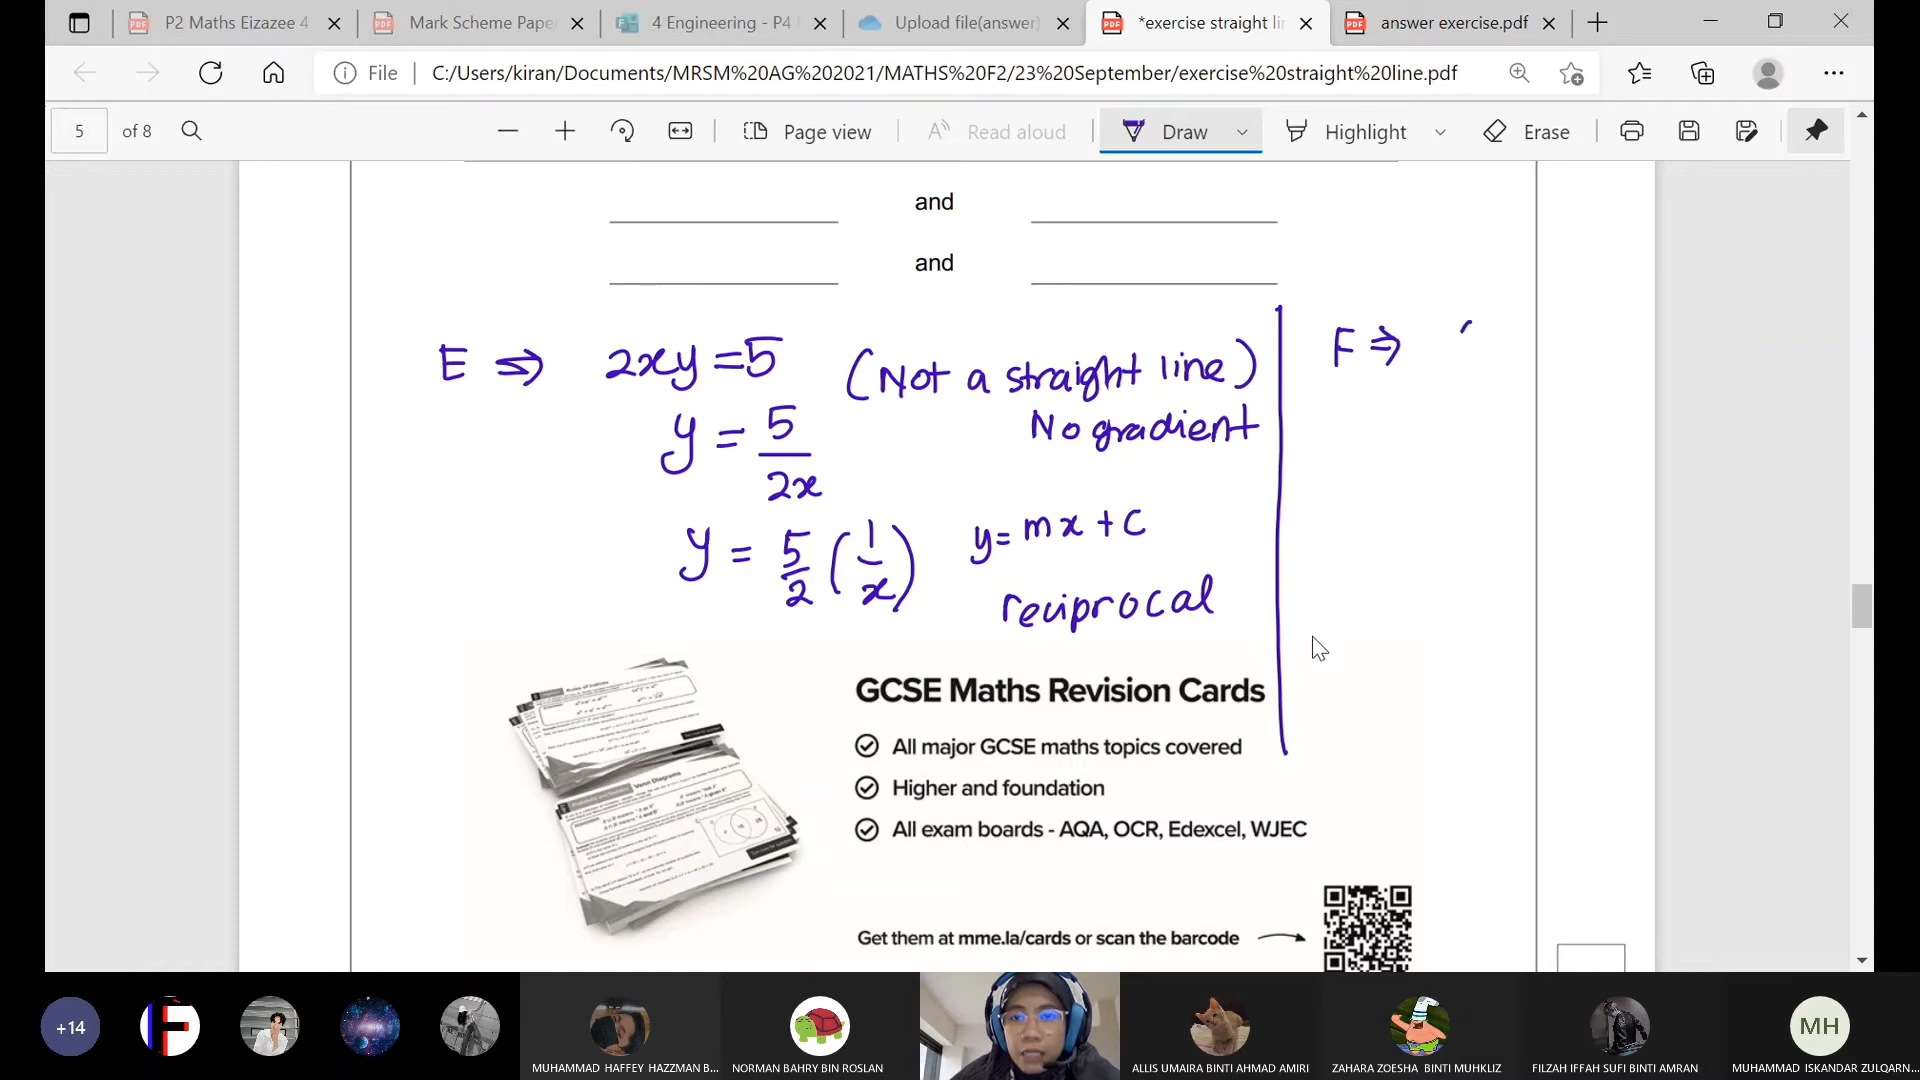 P2 Maths Eizazee 4
Mark Scheme Pape
4 Engineering - P4
Upload file(answer)
*exercise straight li
answer exercise.pdf
File
C:/Users/kiran/Documents/MRSM%20AG%202021/MATHS%20F2/23%20September/exercise%20straight%20line.pdf
5 of 8
Page view
Read aloud
Draw
Highlight
Erase
and
and
E ⇒ 2xy = 5 (Not a straight line)
No gradient
y = 5/2x
y = 5/2 (1/x)
y = mx + c
reciprocal
F ⇒
GCSE Maths Revision Cards
All major GCSE maths topics covered
Higher and foundation
All exam boards - AQA, OCR, Edexcel, WJEC
Get them at mme.la/cards or scan the barcode
+14
F
MUHAMMAD HAFFEY HAZZMAN B...
NORMAN BAHRY BIN ROSLAN
ALLIS UMAIRA BINTI AHMAD AMIRI
ZAHARA ZOESHA BINTI MUHKLIZ
FILZAH IFFAH SUFI BINTI AMRAN
MH
MUHAMMAD ISKANDAR ZULQARN...